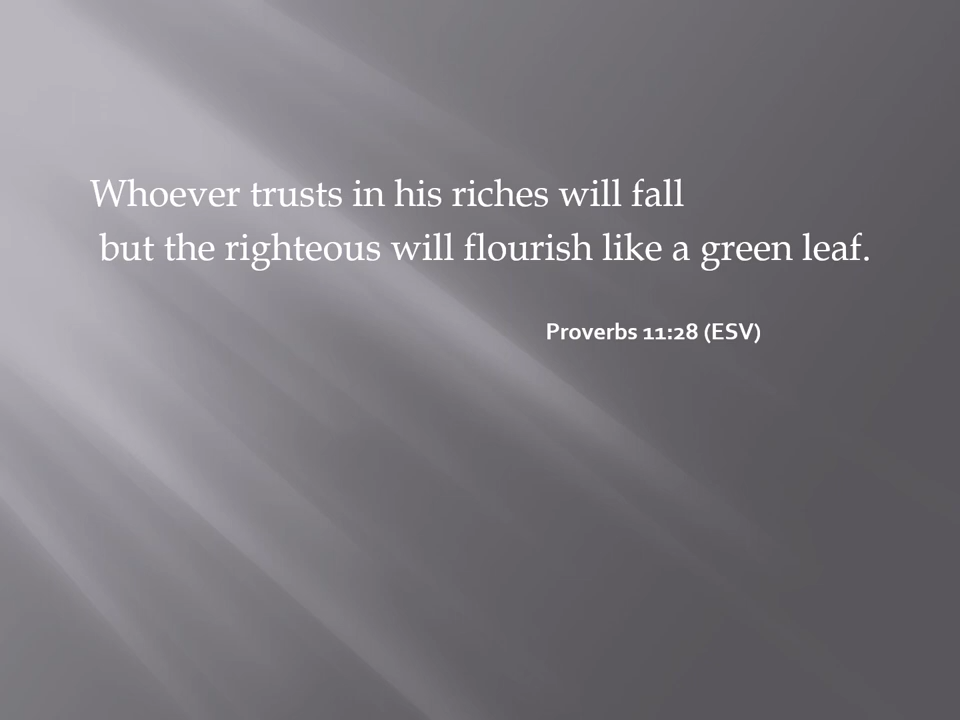 Whoever trusts in his riches will fall
but the righteous will flourish like a green leaf.
Proverbs 11:28 (ESV)